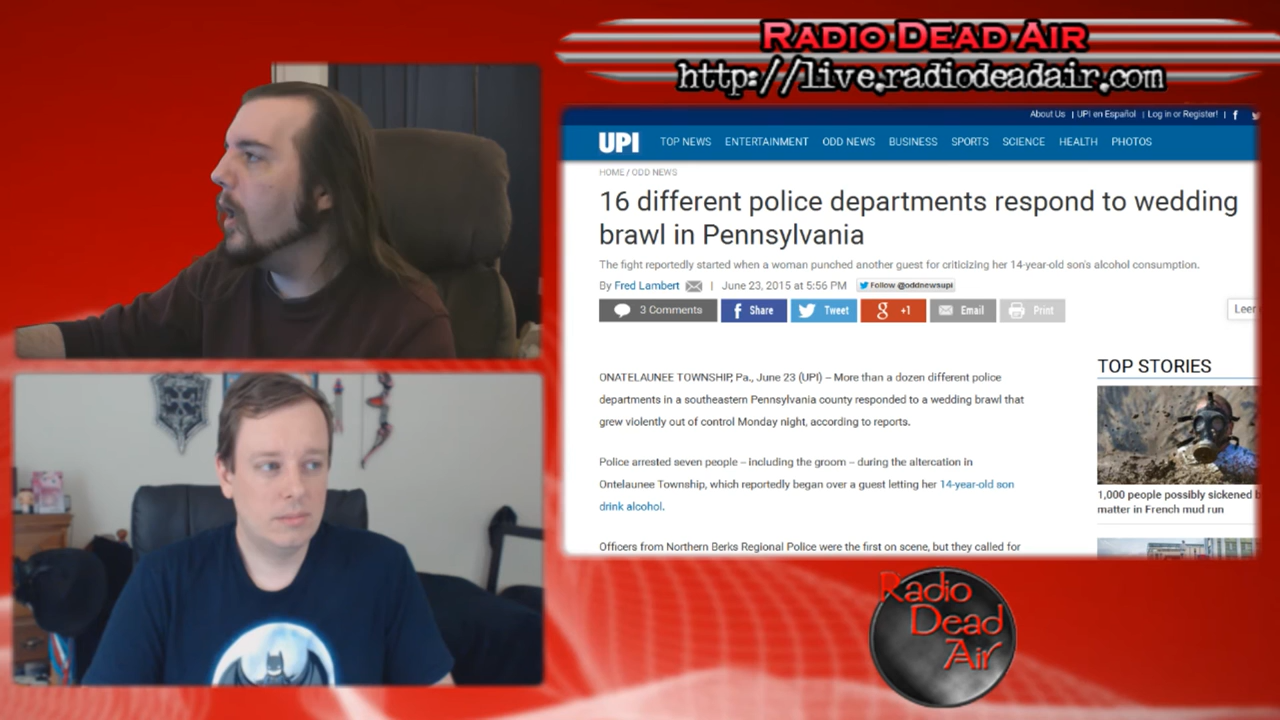 RADIO DEAD AIR
http://live.radiodeadair.com
About Us | UPI en Español | Log in or Register! |
UPI TOP NEWS ENTERTAINMENT ODD NEWS BUSINESS SPORTS SCIENCE HEALTH PHOTOS
HOME / ODD NEWS
16 different police departments respond to wedding
brawl in Pennsylvania
The fight reportedly started when a woman punched another guest for criticizing her 14-year-old son's alcohol consumption.
By Fred Lambert | June 23, 2015 at 5:56 PM Follow @oddnewsupi
3 Comments Share Tweet +1 Email Print
Leer
ONATELAUNEE TOWNSHIP, Pa., June 23 (UPI) – More than a dozen different police
departments in a southeastern Pennsylvania county responded to a wedding brawl that
grew violently out of control Monday night, according to reports.
Police arrested seven people – including the groom – during the altercation in
Ontelaunee Township, which reportedly began over a guest letting her 14-year-old son
drink alcohol.
Officers from Northern Berks Regional Police were the first on scene, but they called for
TOP STORIES
1,000 people possibly sickened b
matter in French mud run
Radio
Dead
Air